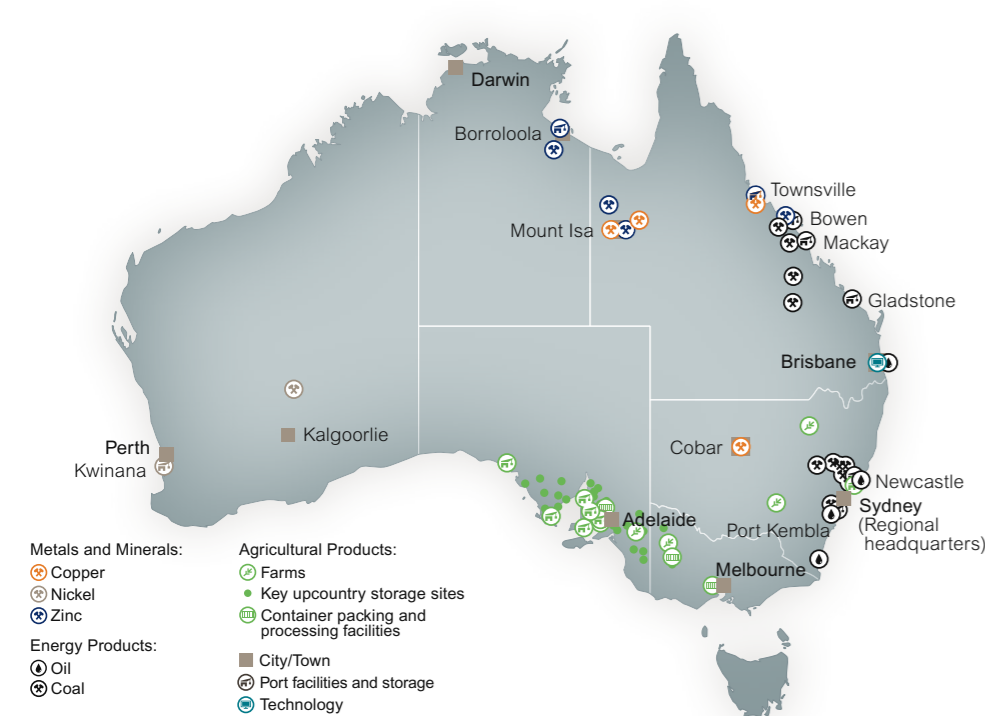 Darwin
Borroloola
Townsville
Mount Isa
Bowen
Mackay
Gladstone
Brisbane
Kalgoorlie
Perth
Kwinana
Cobar
Newcastle
Sydney
(Regional
headquarters)
Port Kembla
Adelaide
Melbourne
Metals and Minerals:
Copper
Nickel
Zinc
Energy Products:
Oil
Coal
Agricultural Products:
Farms
Key upcountry storage sites
Container packing and
processing facilities
City/Town
Port facilities and storage
Technology